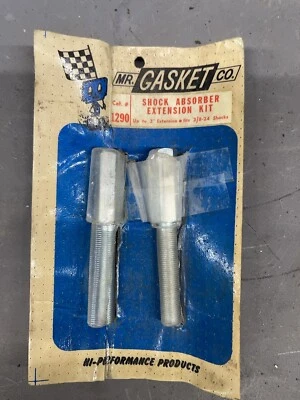 MR. GASKET CO.
Cat. #
1290
SHOCK ABSORBER
EXTENSION KIT
Up to 3" Extension • fits 3/8-24 Shocks
HI-PERFORMANCE PRODUCTS